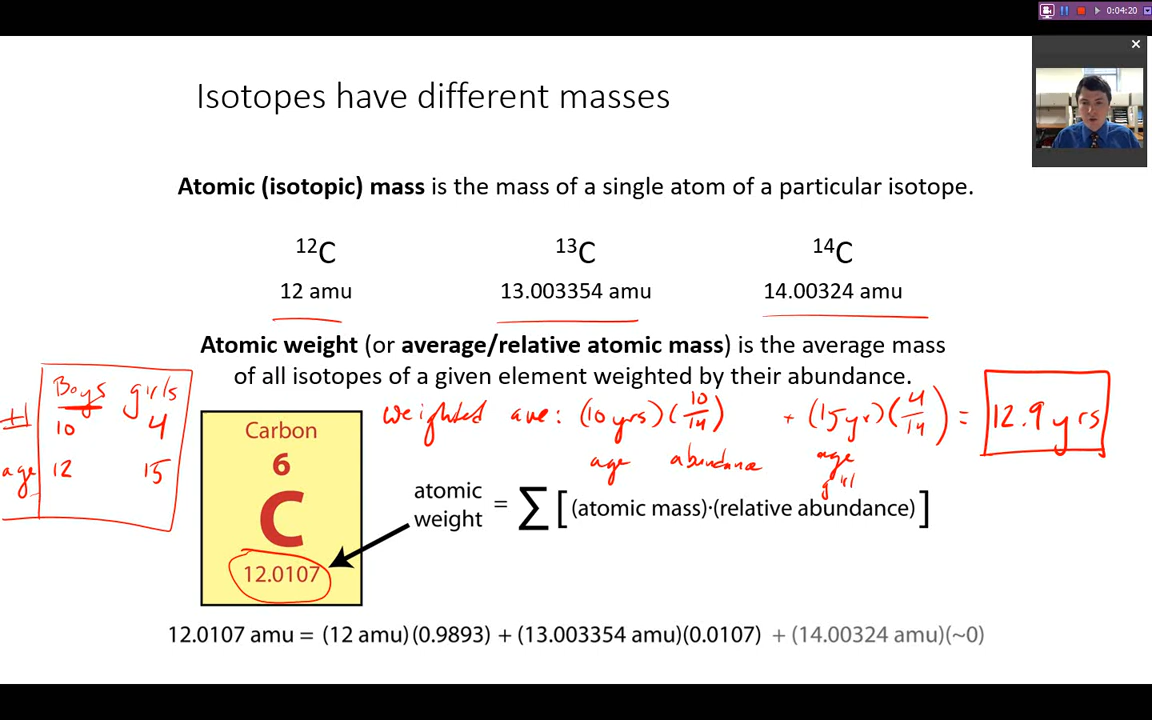 0:04:20
Isotopes have different masses
Atomic (isotopic) mass is the mass of a single atom of a particular isotope.
¹²C ¹³C ¹⁴C
12 amu 13.003354 amu 14.00324 amu
Atomic weight (or average/relative atomic mass) is the average mass
of all isotopes of a given element weighted by their abundance.
Boys girls
# 10 4
age 12 15
weighted ave: (10 yrs)(10/14) + (15yr)(4/14) = 12.9 yrs
age abundance age
girl
Carbon
6
C
12.0107
atomic weight = ∑ [(atomic mass)·(relative abundance)]
12.0107 amu = (12 amu)(0.9893) + (13.003354 amu)(0.0107) + (14.00324 amu)(~0)